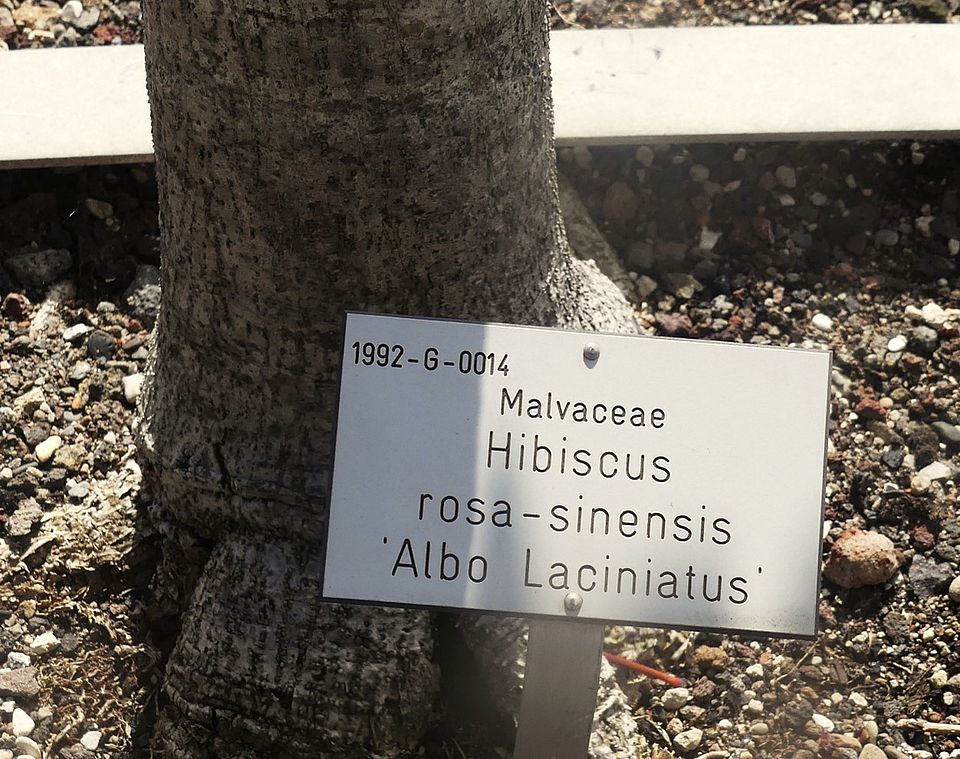 1992-G-0014
Malvaceae
Hibiscus
rosa-sinensis
'Albo Laciniatus'